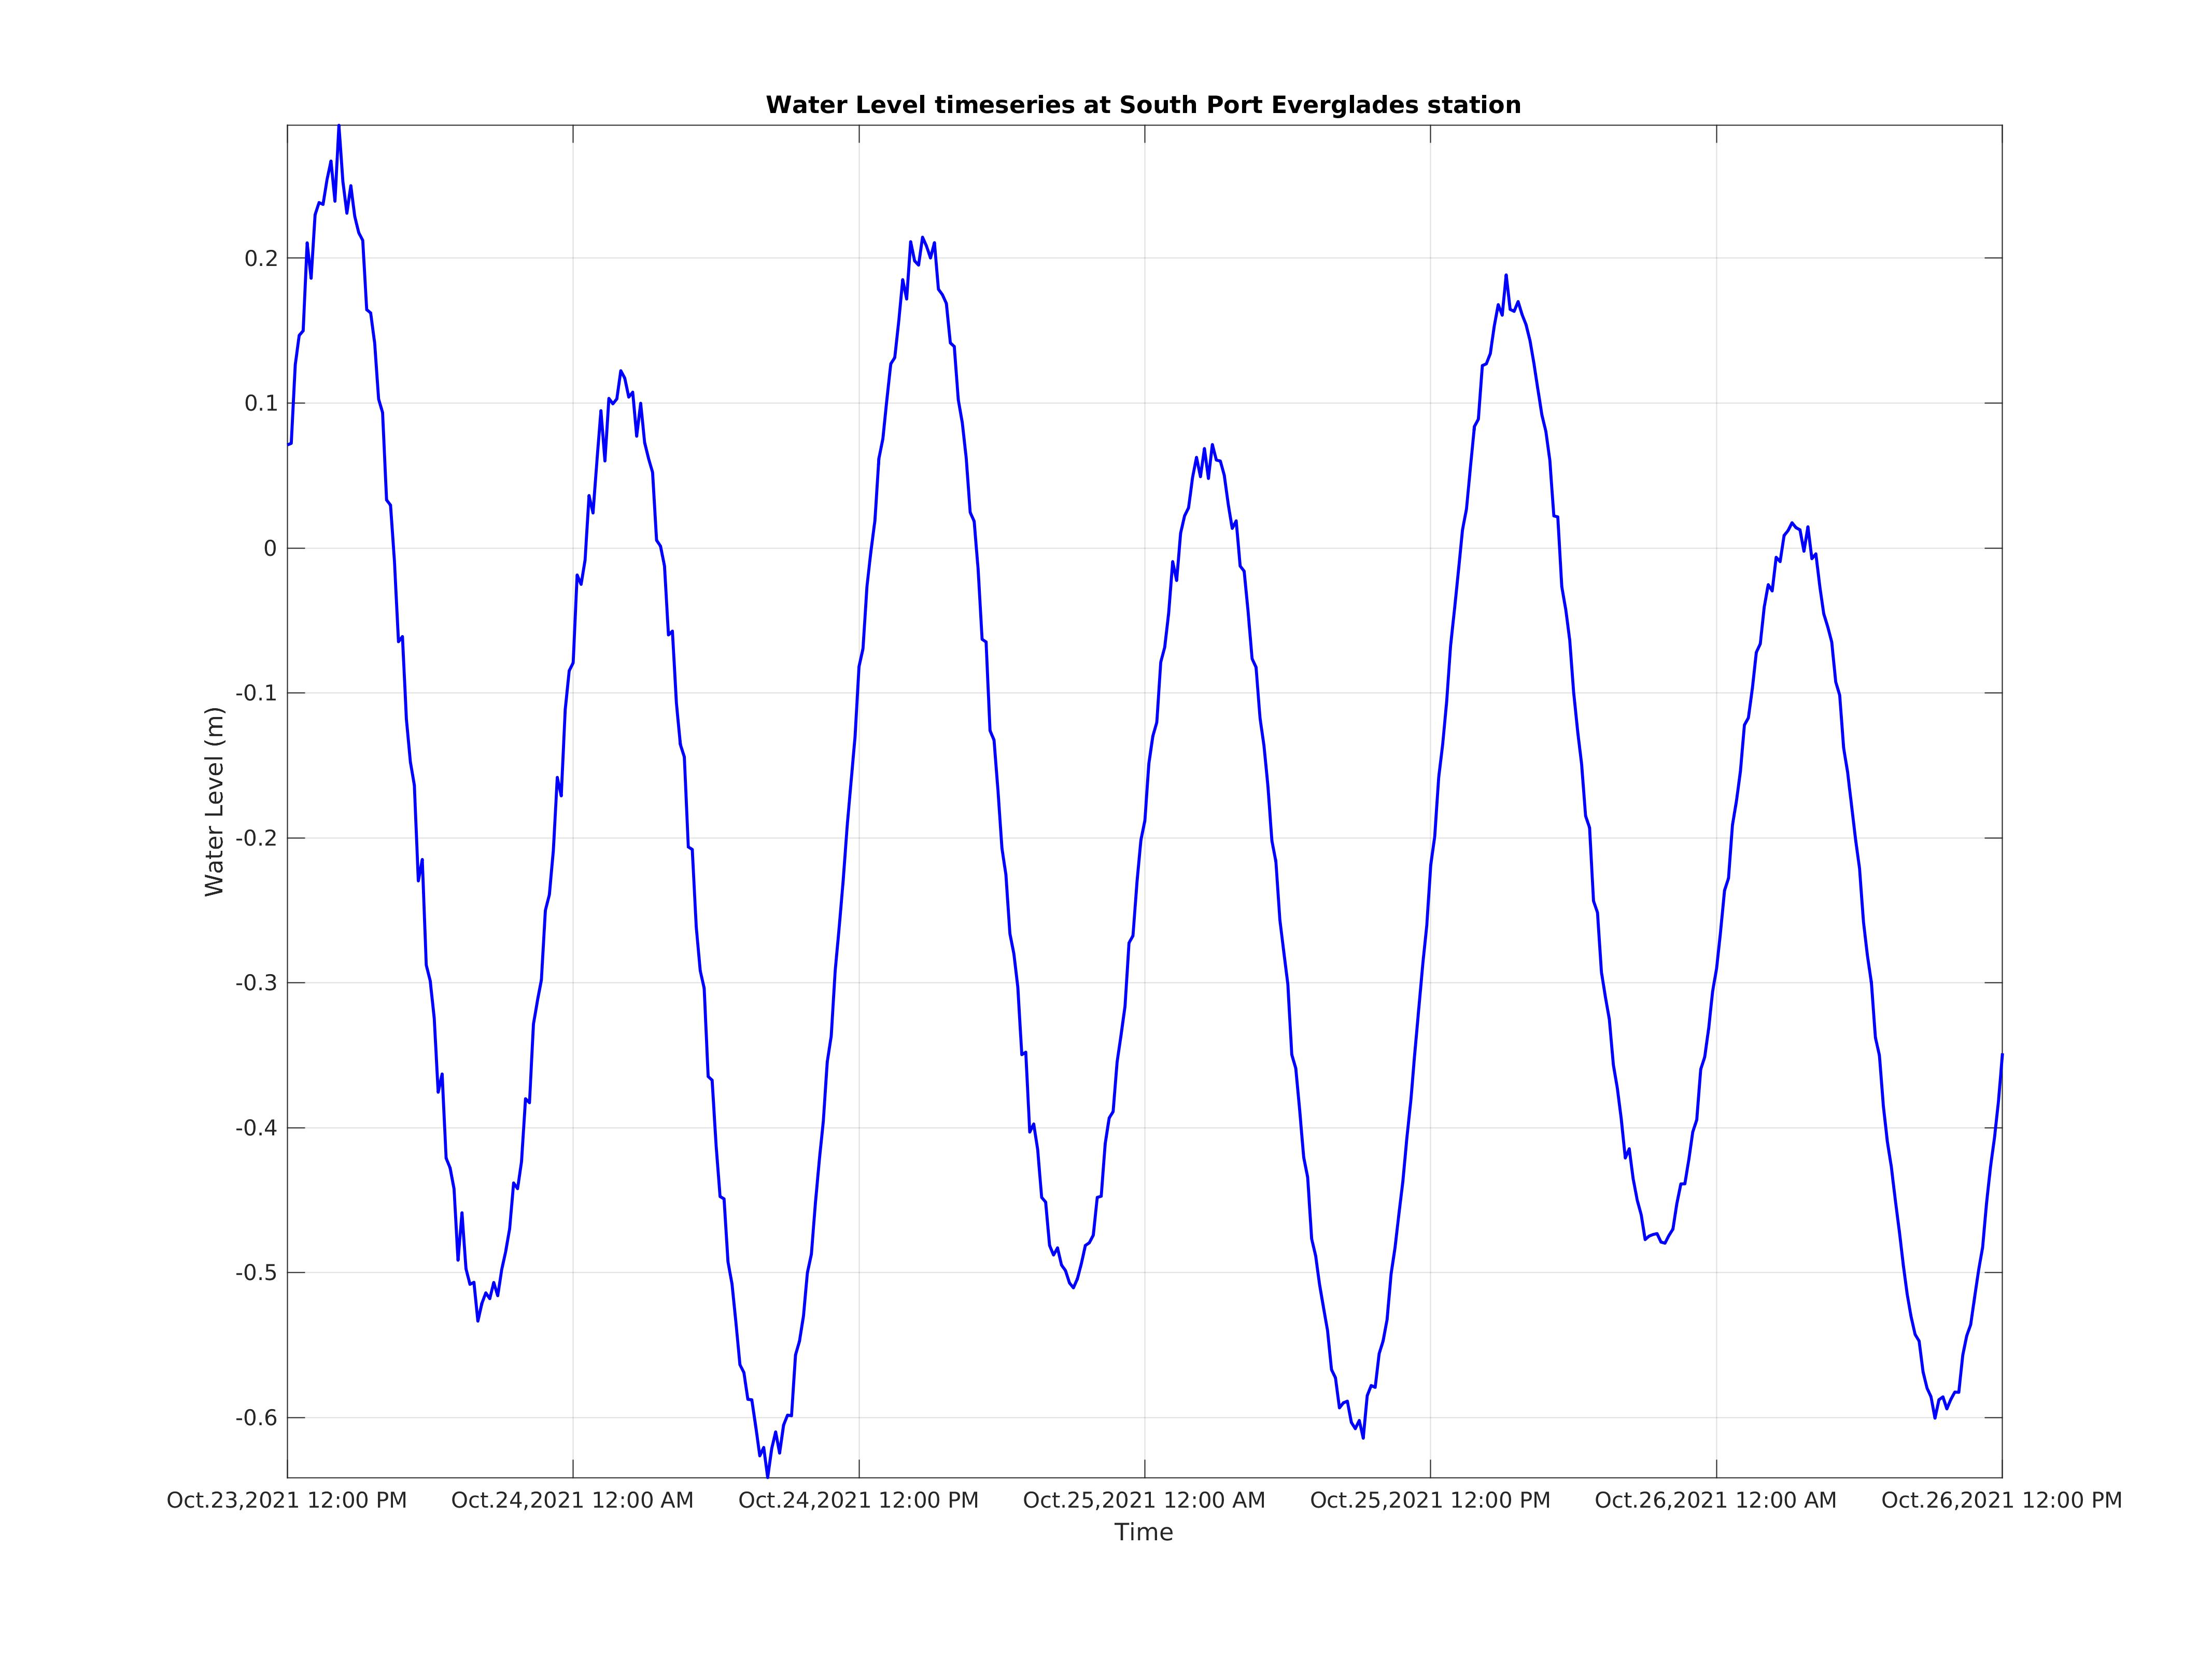 Water Level timeseries at South Port Everglades station
0.2
0.1
0
-0.1
-0.2
-0.3
-0.4
-0.5
-0.6
Water Level (m)
Oct.23,2021 12:00 PM
Oct.24,2021 12:00 AM
Oct.24,2021 12:00 PM
Oct.25,2021 12:00 AM
Oct.25,2021 12:00 PM
Oct.26,2021 12:00 AM
Oct.26,2021 12:00 PM
Time